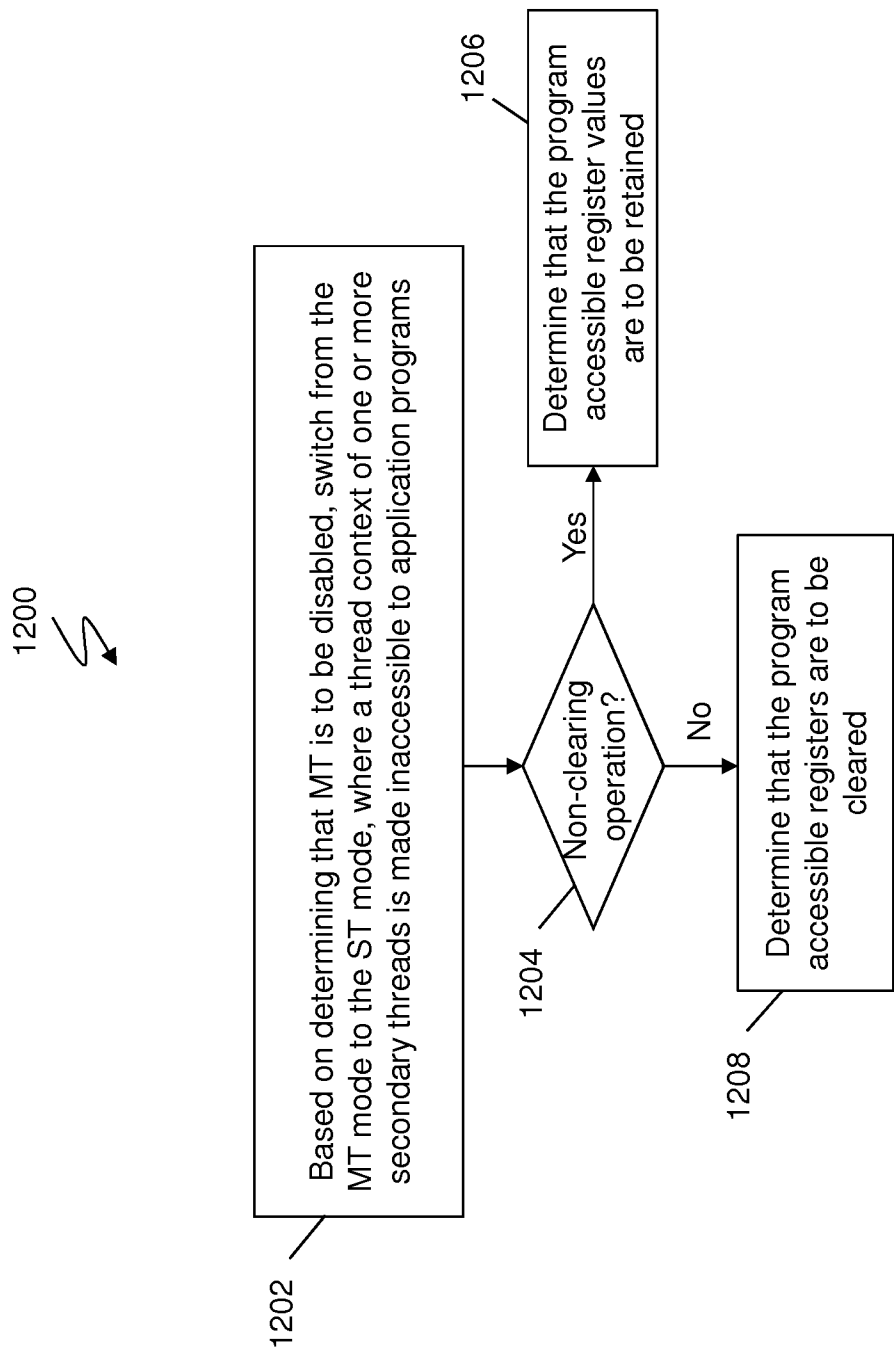 1200
1202
Based on determining that MT is to be disabled, switch from the
MT mode to the ST mode, where a thread context of one or more
secondary threads is made inaccessible to application programs
1204
Non-clearing
operation?
Yes
1206
Determine that the program
accessible register values
are to be retained
No
1208
Determine that the program
accessible registers are to be
cleared